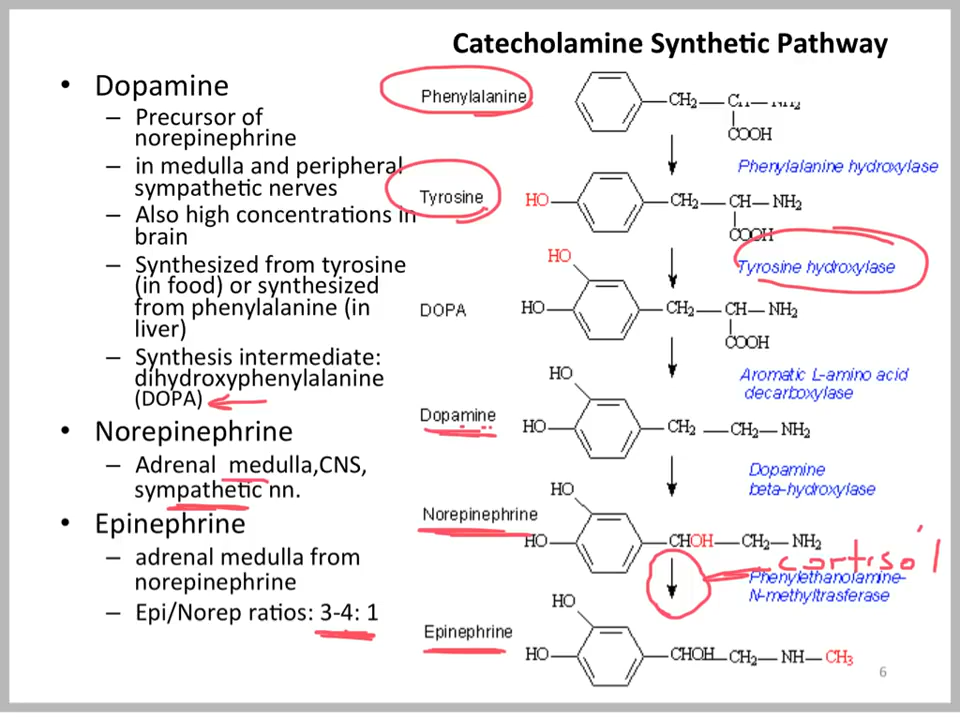 Catecholamine Synthetic Pathway
• Dopamine
– Precursor of
norepinephrine
– in medulla and peripheral
sympathetic nerves
– Also high concentrations in
brain
– Synthesized from tyrosine
(in food) or synthesized
from phenylalanine (in
liver)
– Synthesis intermediate:
dihydroxyphenylalanine
(DOPA)
• Norepinephrine
– Adrenal medulla,CNS,
sympathetic nn.
• Epinephrine
– adrenal medulla from
norepinephrine
– Epi/Norep ratios: 3-4: 1
Phenylalanine
CH2
COOH
Phenylalanine hydroxylase
Tyrosine
HO CH2 CH NH2
COOH
Tyrosine hydroxylase
HO
DOPA
HO CH2 CH NH2
COOH
Aromatic L-amino acid
decarboxylase
HO
Dopamine
HO CH2 CH2 NH2
Dopamine
beta-hydroxylase
HO
Norepinephrine
HO CHOH CH2 NH2
cortisol
Phenylethanolamine-
N-methyltrasferase
HO
Epinephrine
HO CHOH CH2 NH CH3
6